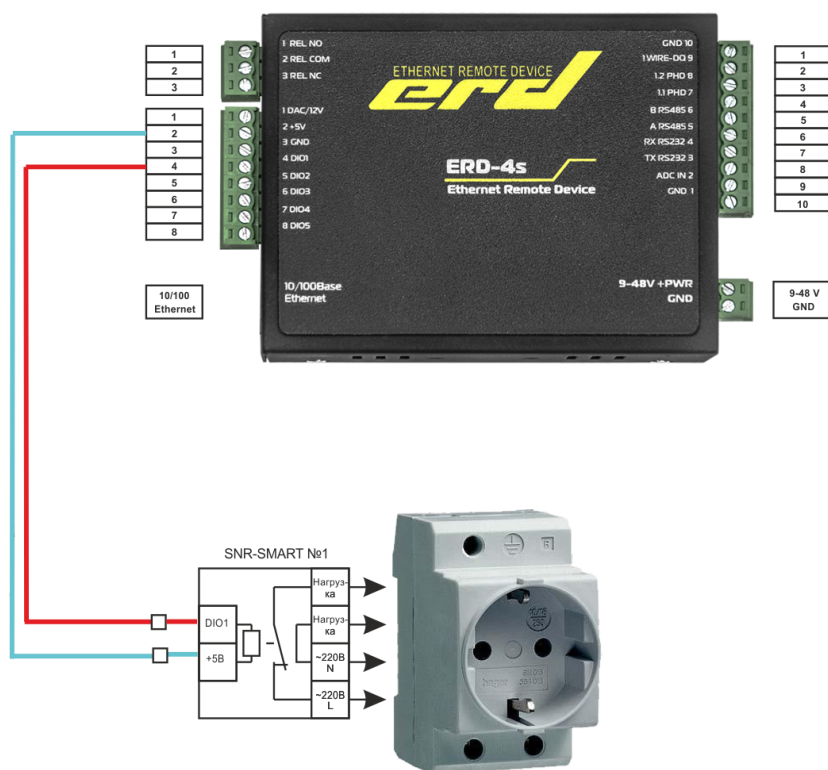 1
2
3
1
2
3
4
5
6
7
8
10/100
Ethernet
1 REL NO
2 REL COM
3 REL NC
1 DAC/12V
2 +5V
3 GND
4 DIO1
5 DIO2
6 DIO3
7 DIO4
8 DIO5
10/100Base
Ethernet
ETHERNET REMOTE DEVICE
erd
ERD-4s
Ethernet Remote Device
GND 10
1WIRE-DQ 9
1.2 PHD 8
1.1 PHD 7
B RS485 6
A RS485 5
RX RS232 4
TX RS232 3
ADC IN 2
GND 1
9-48V +PWR
GND
1
2
3
4
5
6
7
8
9
10
9-48 V
GND
SNR-SMART №1
DIO1
+5В
Нагруз-
ка
Нагруз-
ка
~220В
N
~220В
L